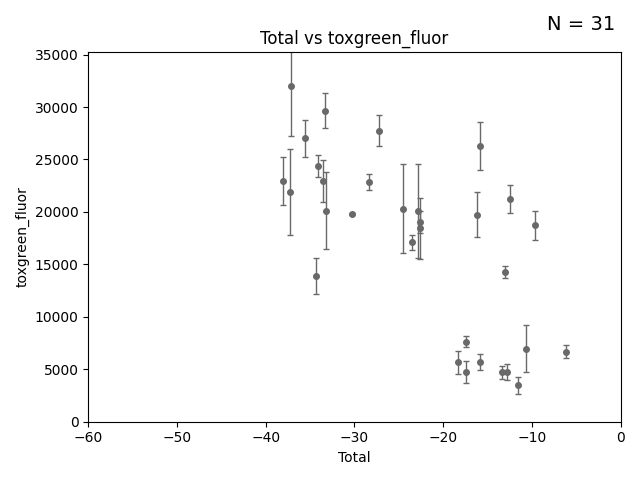 N = 31
Total vs toxgreen_fluor
35000
30000
25000
20000
15000
10000
5000
0
toxgreen_fluor
−60 −50 −40 −30 −20 −10 0
Total